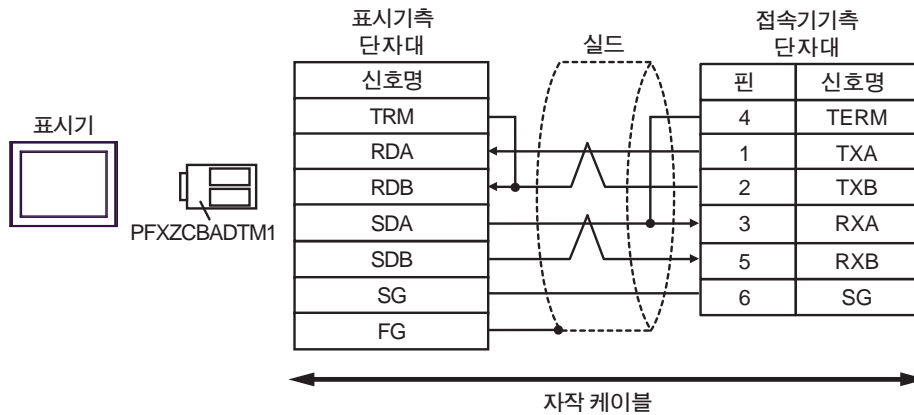 표시기
PFXZCBADTM1
표시기측
단자대
신호명
TRM
RDA
RDB
SDA
SDB
SG
FG
실드
접속기기측
단자대
핀 신호명
4 TERM
1 TXA
2 TXB
3 RXA
5 RXB
6 SG
자작 케이블